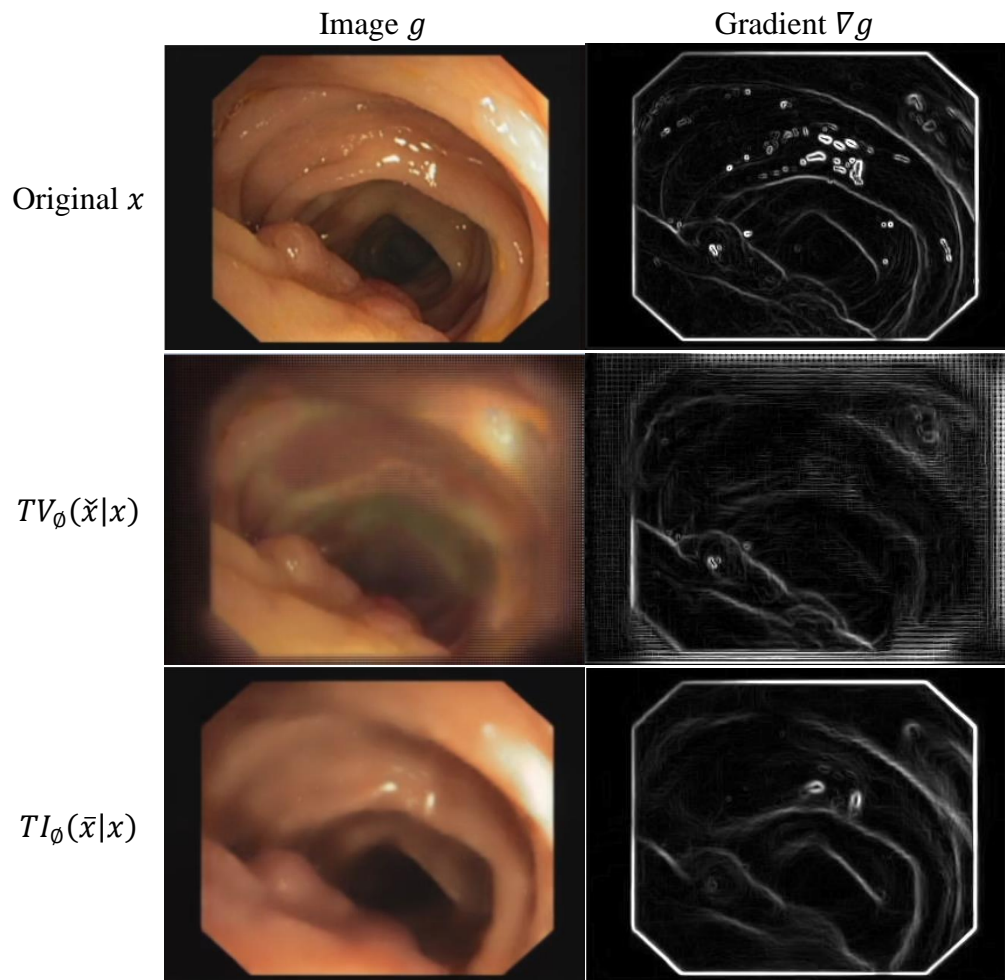 Image g
Gradient ∇g
Original x
TV∅(x̌|x)
TI∅(x̄|x)